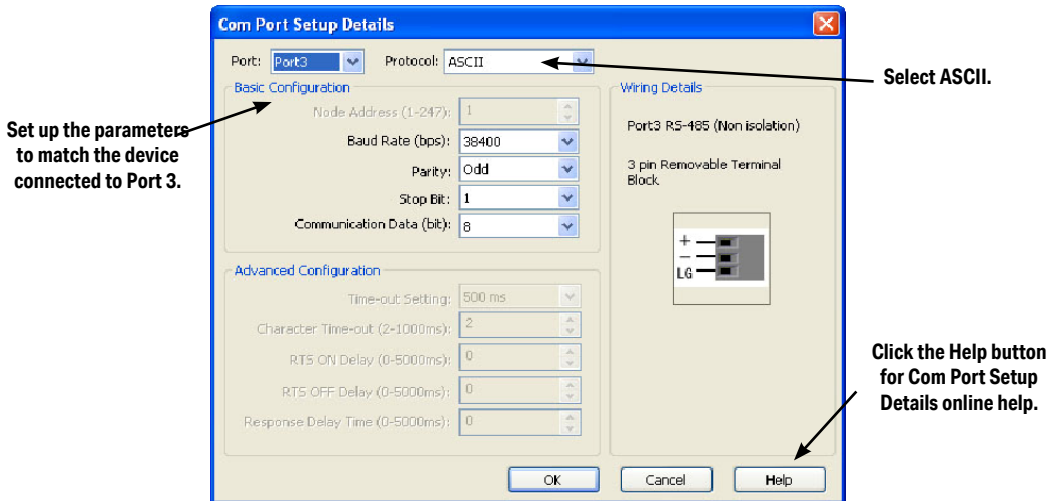 Com Port Setup Details
Port: Port3 Protocol: ASCII
Select ASCII.
Basic Configuration
Node Address (1-247): 1
Baud Rate (bps): 38400
Parity: Odd
Stop Bit: 1
Communication Data (bit): 8
Set up the parameters
to match the device
connected to Port 3.
Wiring Details
Port3 RS-485 (Non isolation)
3 pin Removable Terminal
Block
+
−
LG
Advanced Configuration
Time-out Setting: 500 ms
Character Time-out (2-1000ms): 2
RTS ON Delay (0-5000ms): 0
RTS OFF Delay (0-5000ms): 0
Response Delay Time (0-5000ms): 0
Click the Help button
for Com Port Setup
Details online help.
OK Cancel Help